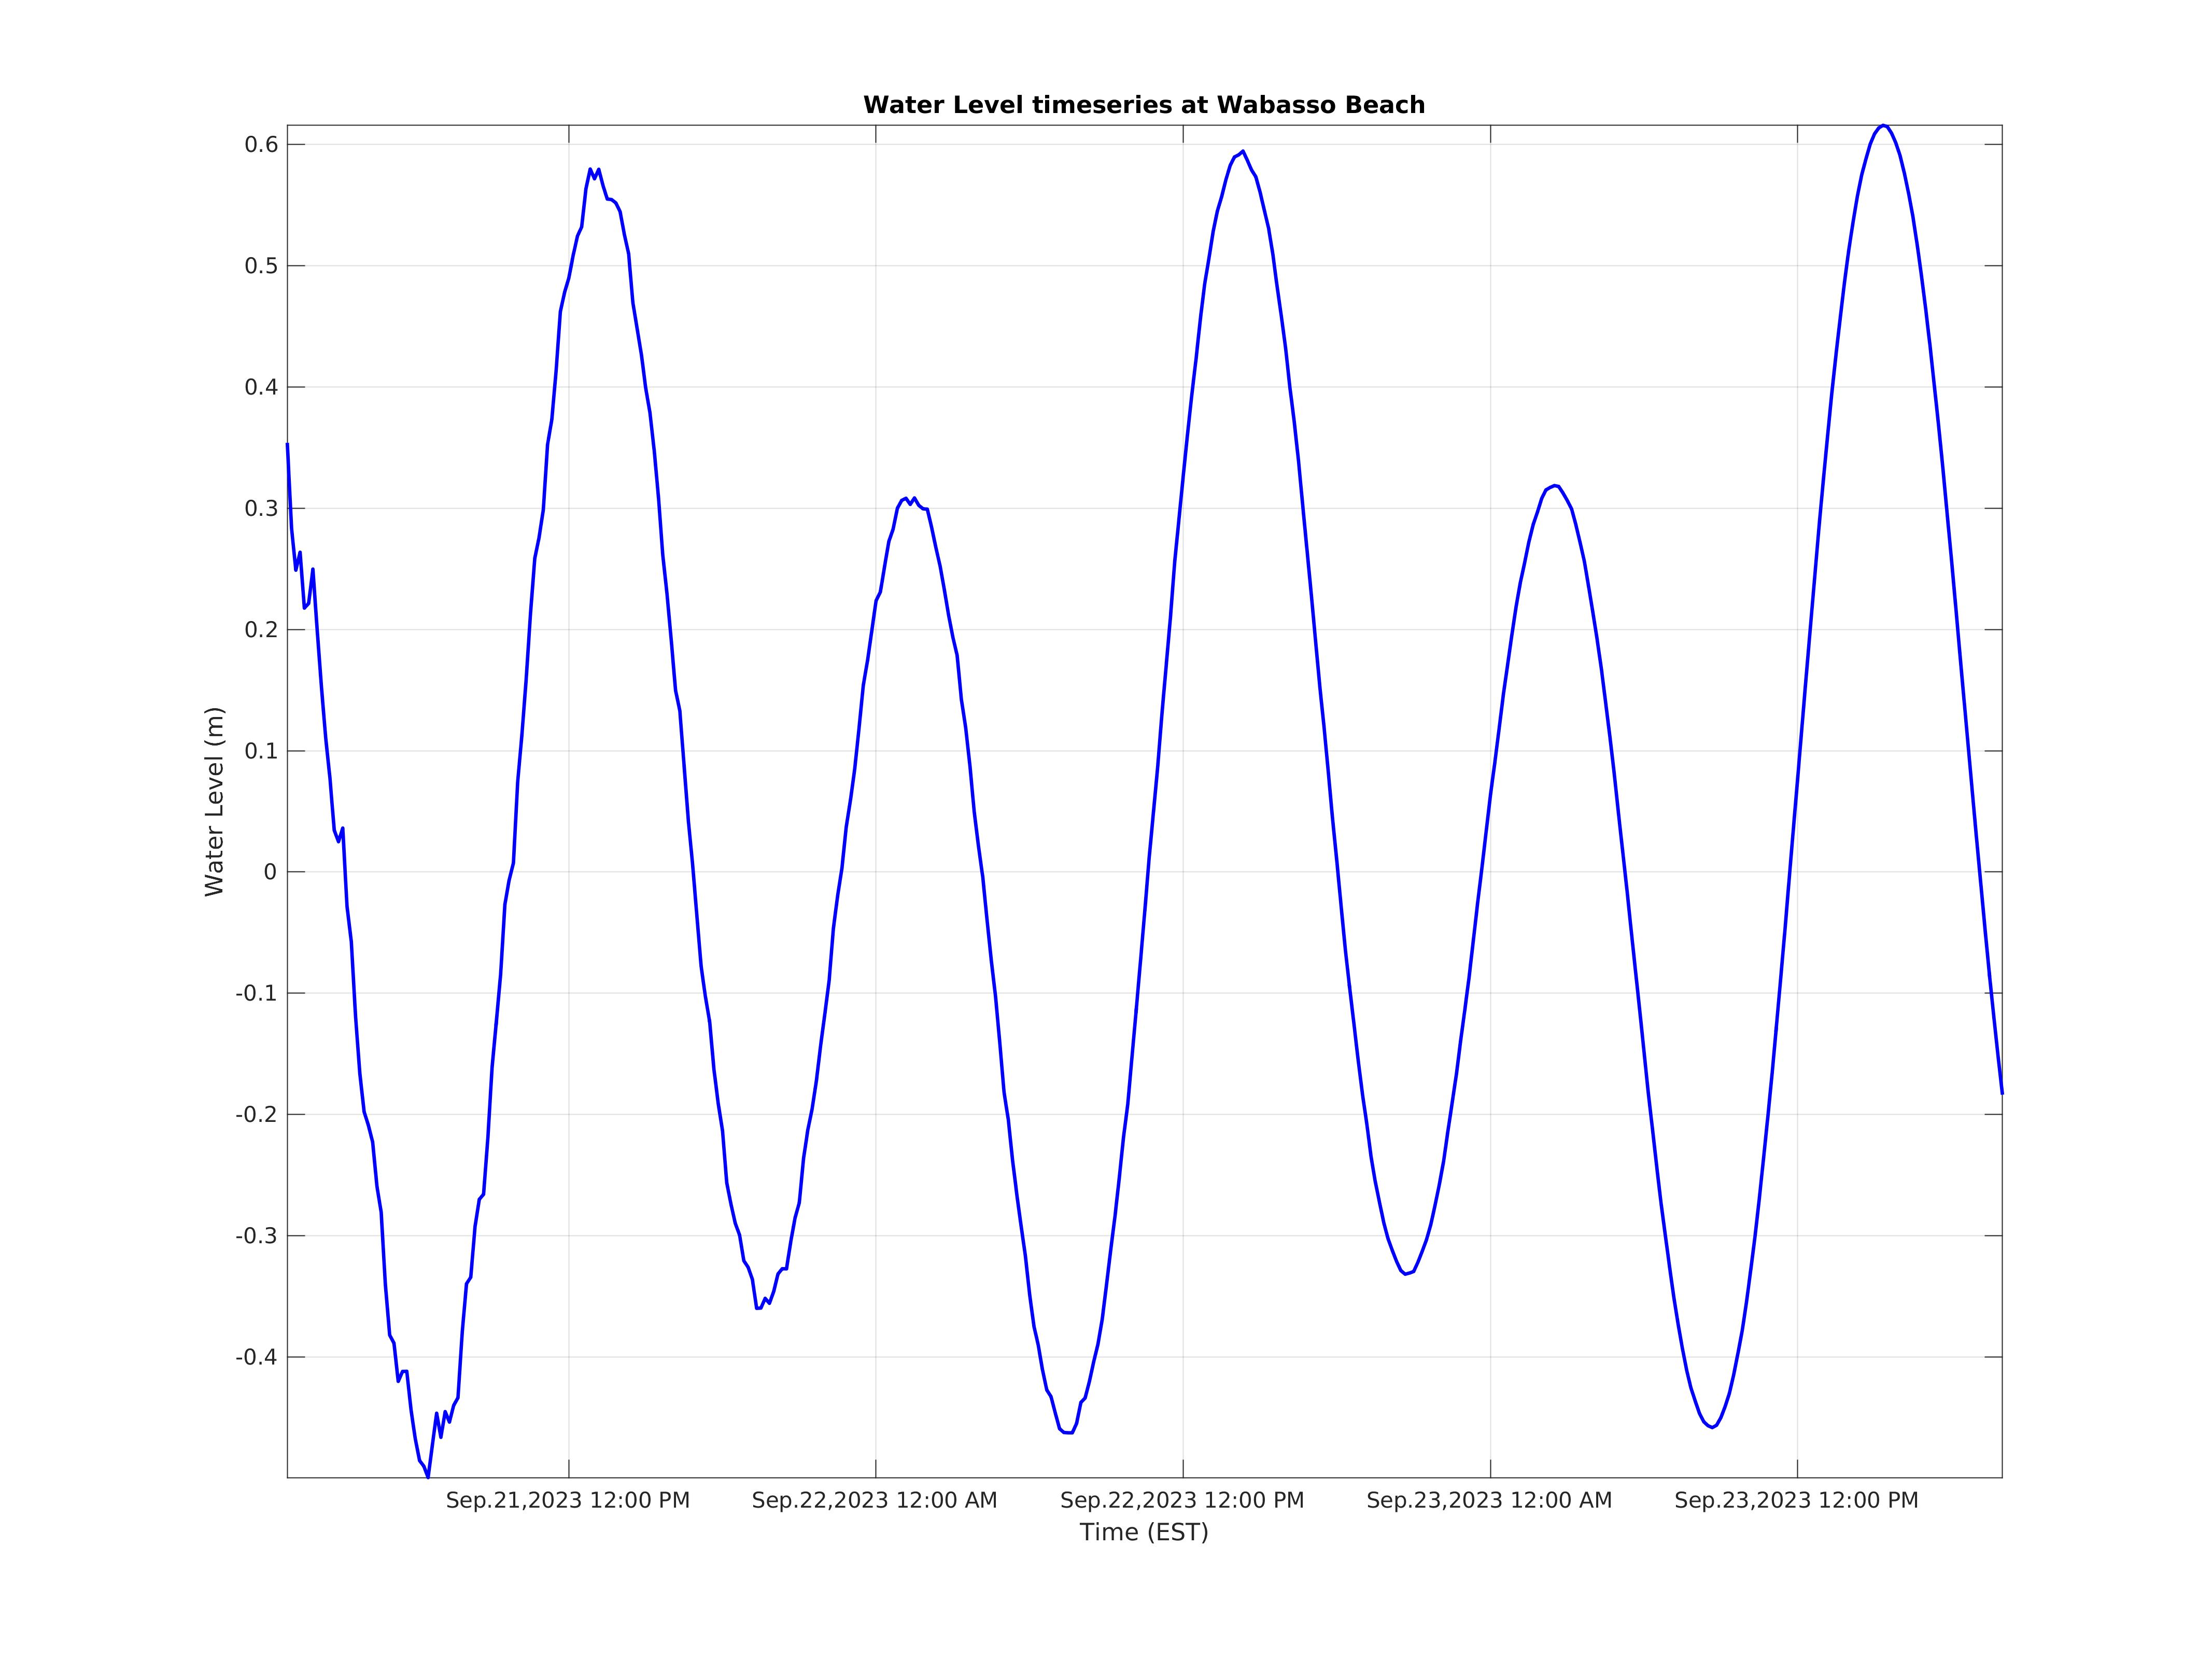 Water Level timeseries at Wabasso Beach
0.6
0.5
0.4
0.3
0.2
0.1
0
-0.1
-0.2
-0.3
-0.4
Water Level (m)
Sep.21,2023 12:00 PM
Sep.22,2023 12:00 AM
Sep.22,2023 12:00 PM
Sep.23,2023 12:00 AM
Sep.23,2023 12:00 PM
Time (EST)